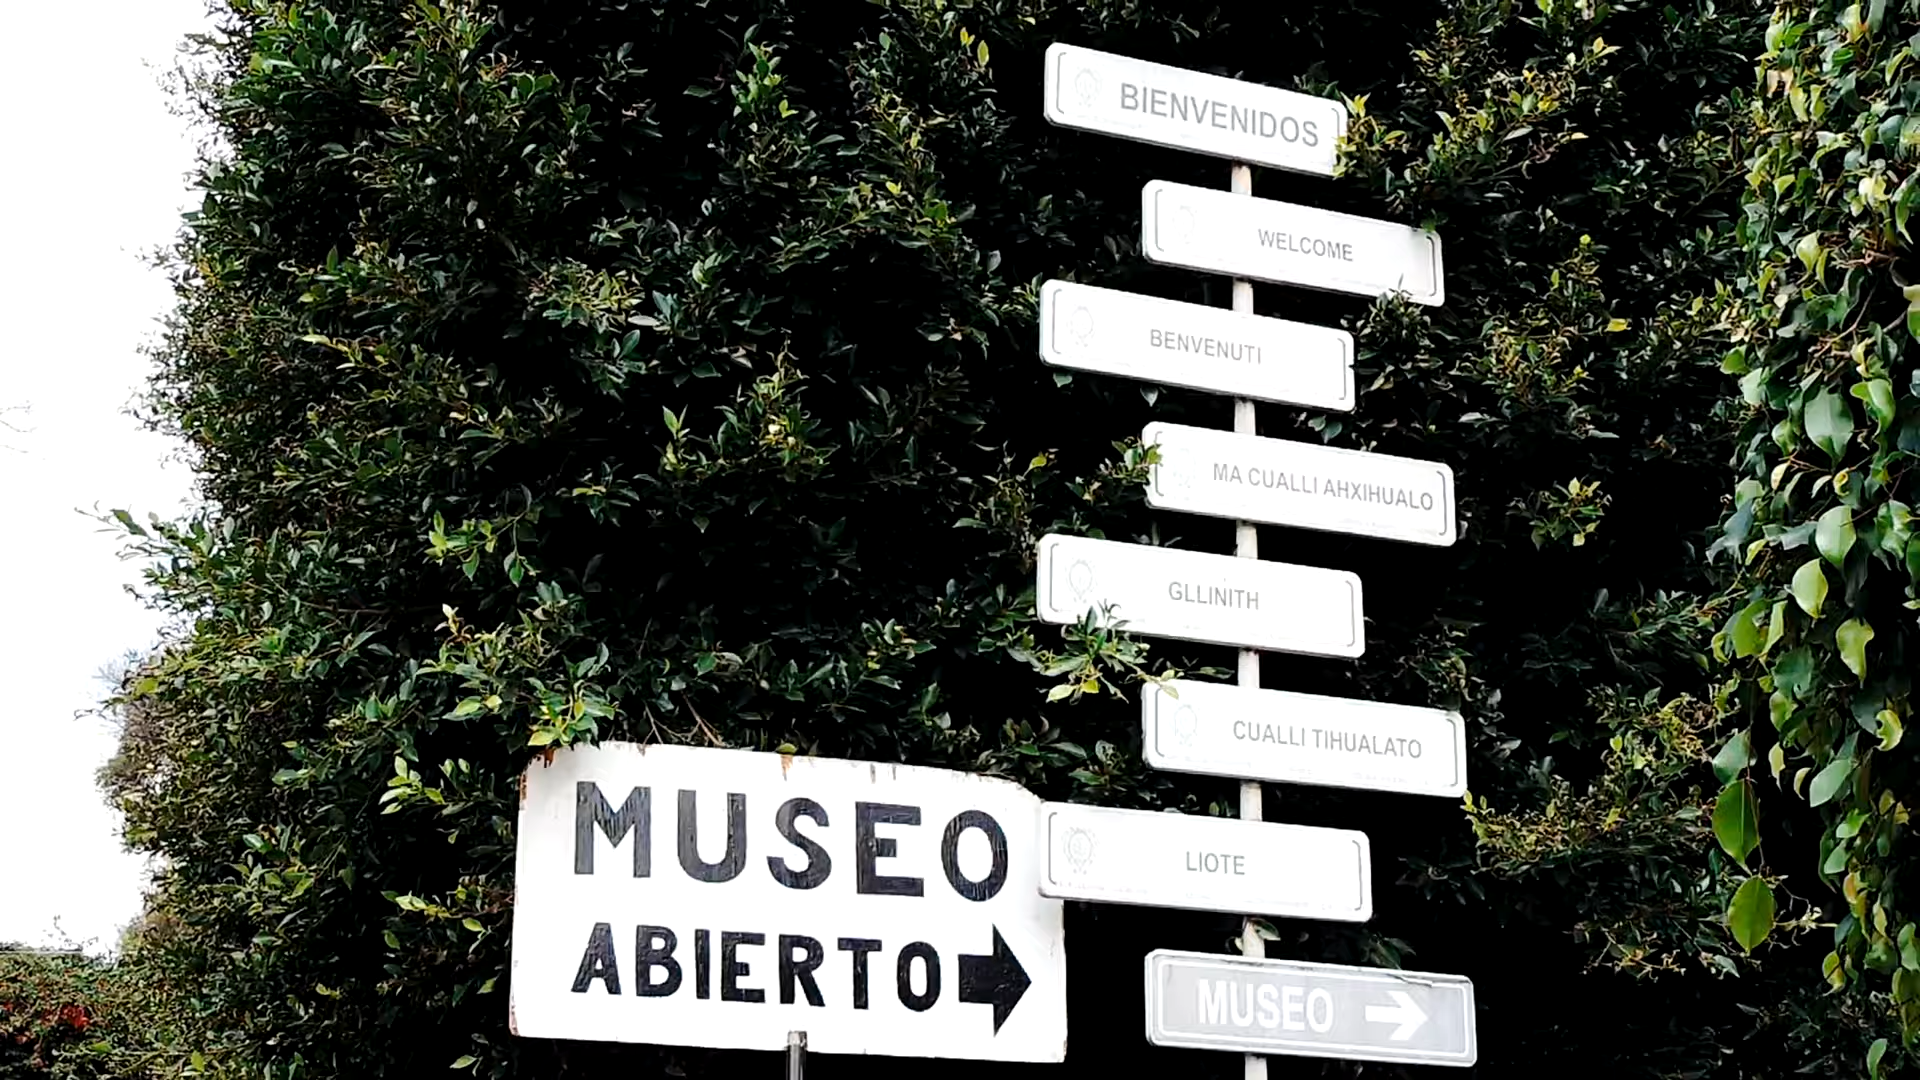 BIENVENIDOS
WELCOME
BENVENUTI
MA CUALLI AHXIHUALO
GLLINITH
CUALLI TIHUALATO
LIOTE
MUSEO
MUSEO
ABIERTO